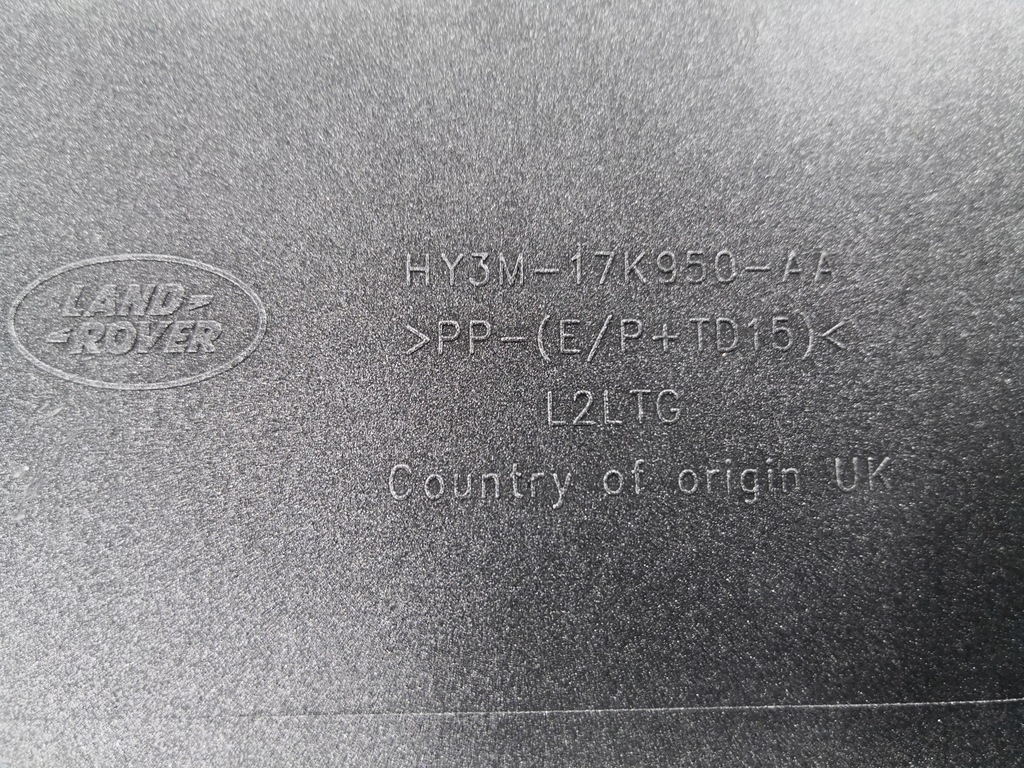 LAND
ROVER
HY3M-17K950-AA
>PP-(E/P+TD15)<
L2LTG
Country of origin UK